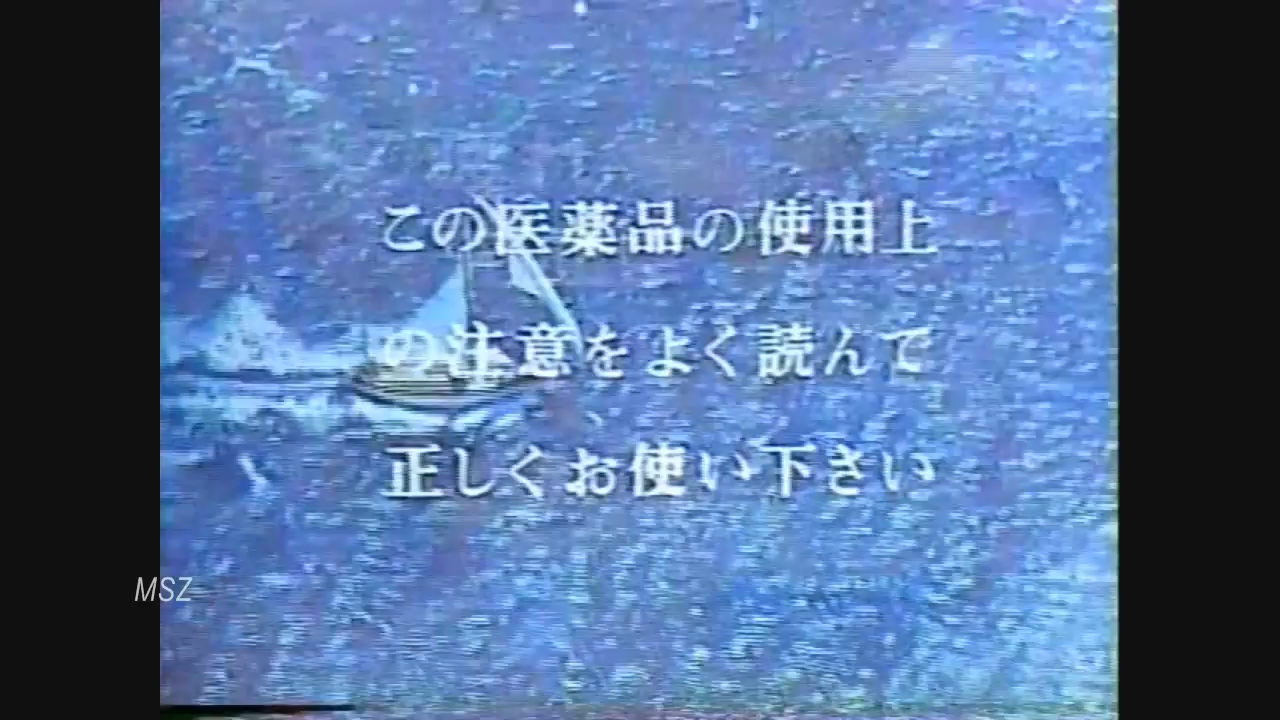 この医薬品の使用上
の注意をよく読んで
正しくお使い下さい
MSZ